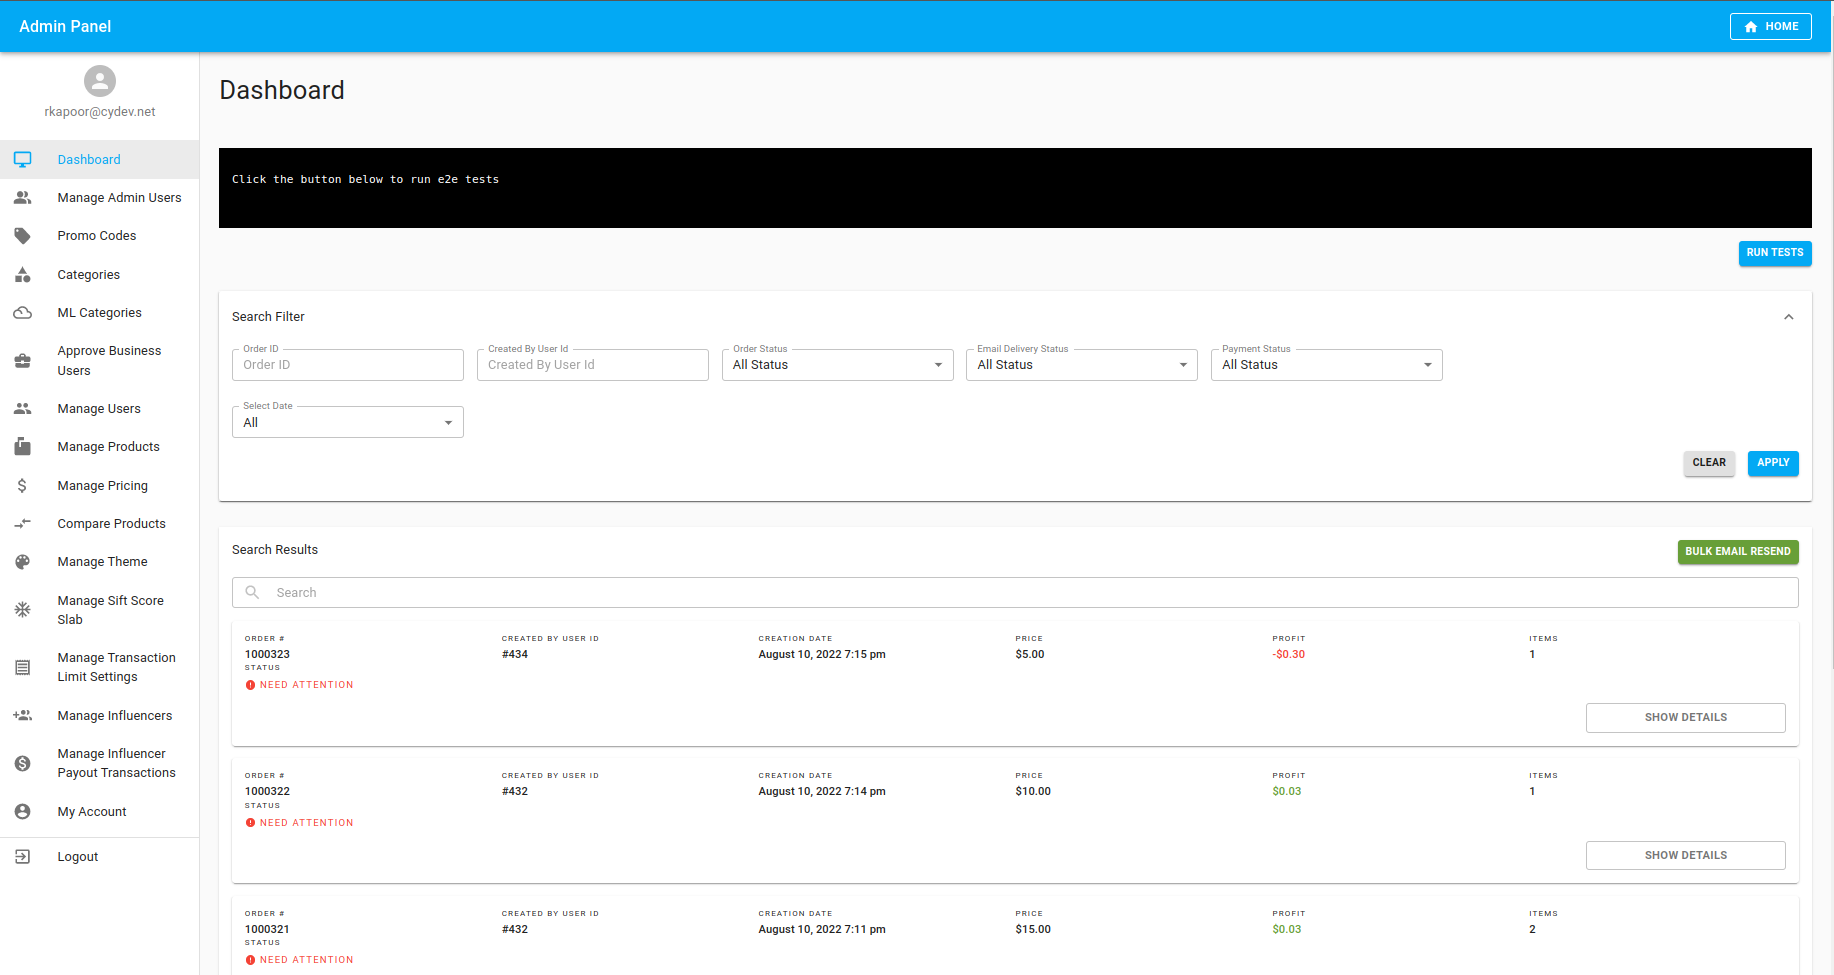 Admin Panel
HOME
rkapoor@cydev.net
Dashboard
Manage Admin Users
Promo Codes
Categories
ML Categories
Approve Business
Users
Manage Users
Manage Products
Manage Pricing
Compare Products
Manage Theme
Manage Sift Score
Slab
Manage Transaction
Limit Settings
Manage Influencers
Manage Influencer
Payout Transactions
My Account
Logout
Dashboard
Click the button below to run e2e tests
RUN TESTS
Search Filter
Order ID Created By User Id Order Status Email Delivery Status Payment Status
Order ID Created By User Id All Status All Status All Status
Select Date
All
CLEAR APPLY
Search Results
BULK EMAIL RESEND
Search
ORDER # CREATED BY USER ID CREATION DATE PRICE PROFIT ITEMS
1000323 #434 August 10, 2022 7:15 pm $5.00 -$0.30 1
STATUS
NEED ATTENTION
SHOW DETAILS
ORDER # CREATED BY USER ID CREATION DATE PRICE PROFIT ITEMS
1000322 #432 August 10, 2022 7:14 pm $10.00 $0.03 1
STATUS
NEED ATTENTION
SHOW DETAILS
ORDER # CREATED BY USER ID CREATION DATE PRICE PROFIT ITEMS
1000321 #432 August 10, 2022 7:11 pm $15.00 $0.03 2
STATUS
NEED ATTENTION